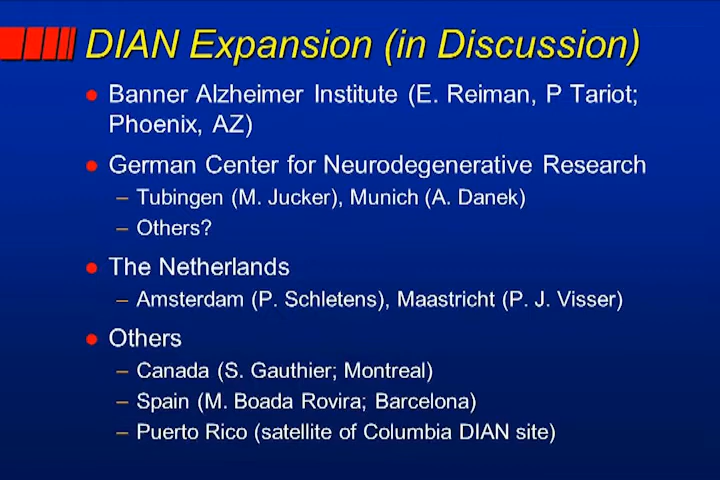 DIAN Expansion (in Discussion)
● Banner Alzheimer Institute (E. Reiman, P Tariot;
Phoenix, AZ)
● German Center for Neurodegenerative Research
– Tubingen (M. Jucker), Munich (A. Danek)
– Others?
● The Netherlands
– Amsterdam (P. Schletens), Maastricht (P. J. Visser)
● Others
– Canada (S. Gauthier; Montreal)
– Spain (M. Boada Rovira; Barcelona)
– Puerto Rico (satellite of Columbia DIAN site)